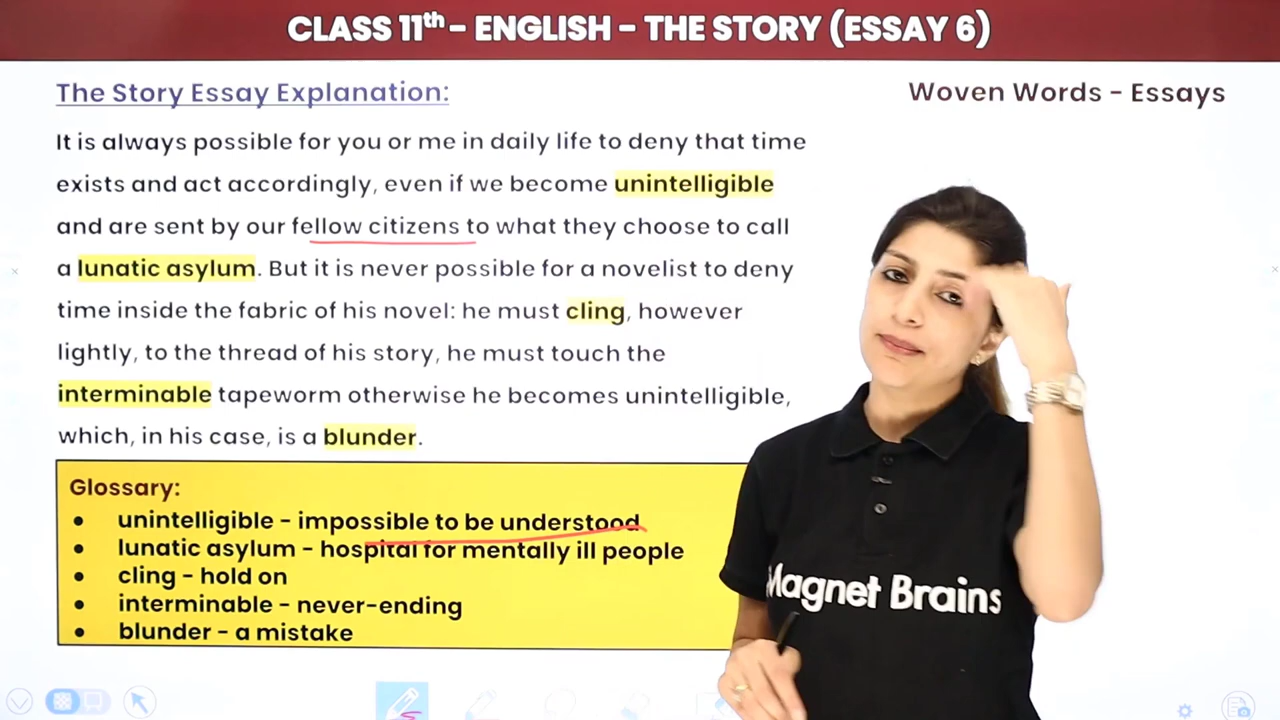 CLASS 11th - ENGLISH - THE STORY (ESSAY 6)
The Story Essay Explanation:
Woven Words - Essays
It is always possible for you or me in daily life to deny that time
exists and act accordingly, even if we become unintelligible
and are sent by our fellow citizens to what they choose to call
a lunatic asylum. But it is never possible for a novelist to deny
time inside the fabric of his novel: he must cling, however
lightly, to the thread of his story, he must touch the
interminable tapeworm otherwise he becomes unintelligible,
which, in his case, is a blunder.
Glossary:
• unintelligible - impossible to be understood
• lunatic asylum - hospital for mentally ill people
• cling - hold on
• interminable - never-ending
• blunder - a mistake
Magnet Brains